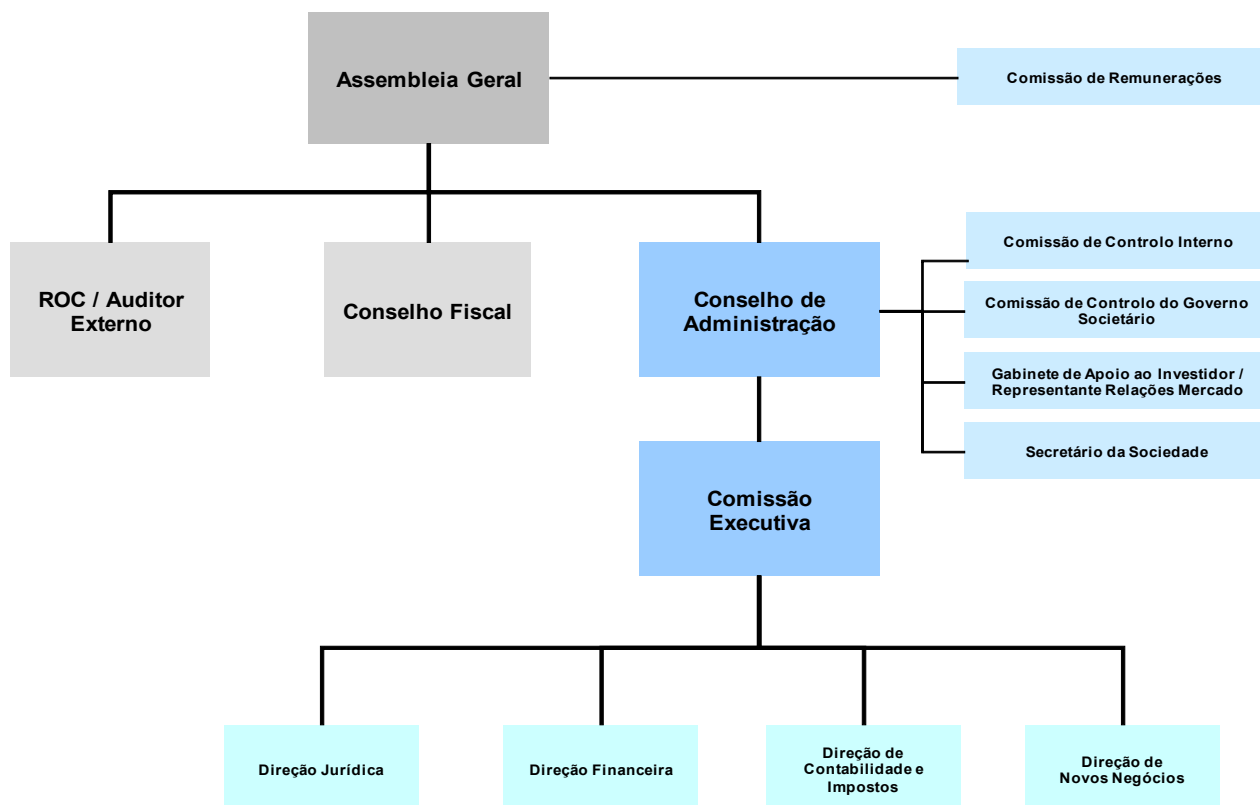 Assembleia Geral
Comissão de Remunerações
ROC / Auditor
Externo
Conselho Fiscal
Conselho de
Administração
Comissão de Controlo Interno
Comissão de Controlo do Governo
Societário
Gabinete de Apoio ao Investidor /
Representante Relações Mercado
Secretário da Sociedade
Comissão
Executiva
Direção Jurídica
Direção Financeira
Direção de
Contabilidade e
Impostos
Direção de
Novos Negócios